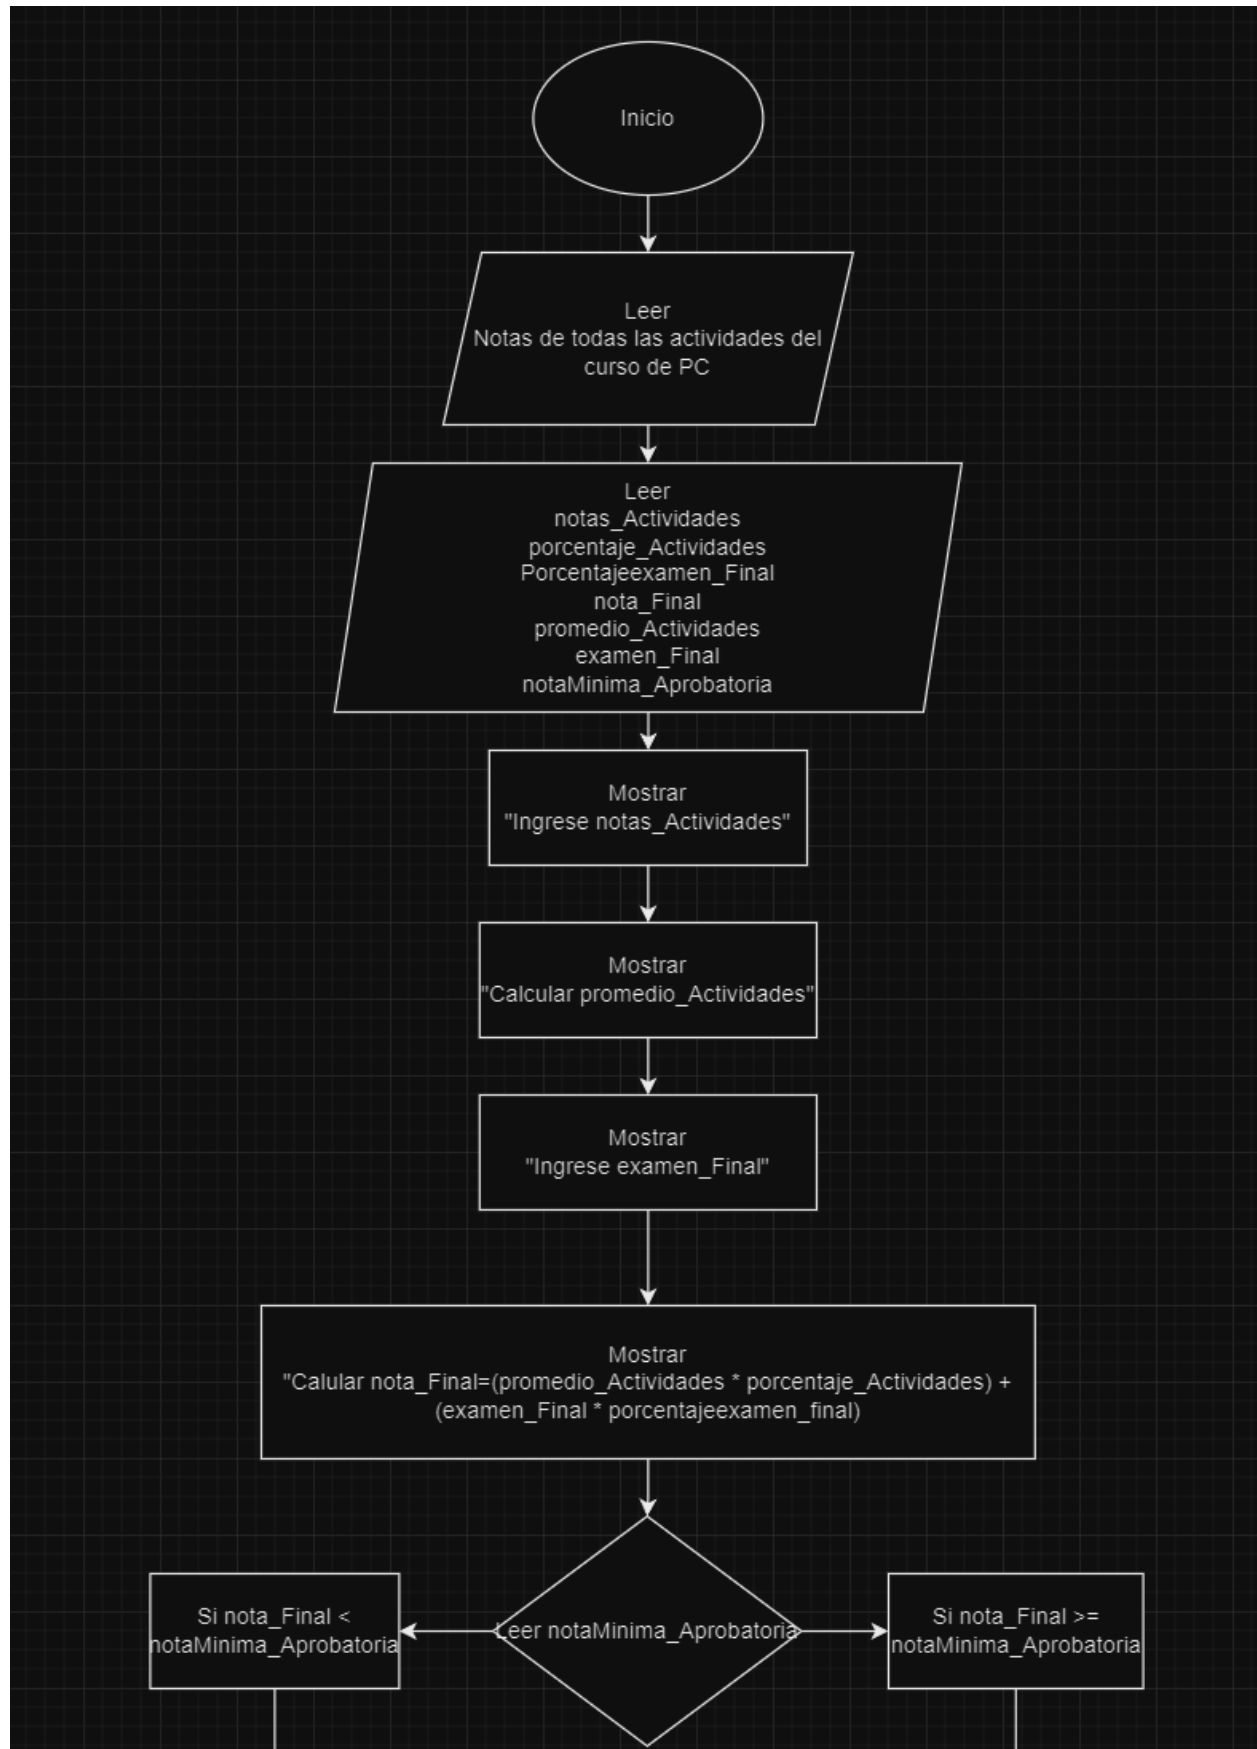 Inicio
Leer
Notas de todas las actividades del
curso de PC
Leer
notas_Actividades
porcentaje_Actividades
Porcentajeexamen_Final
nota_Final
promedio_Actividades
examen_Final
notaMinima_Aprobatoria
Mostrar
"Ingrese notas_Actividades"
Mostrar
"Calcular promedio_Actividades"
Mostrar
"Ingrese examen_Final"
Mostrar
"Calular nota_Final=(promedio_Actividades * porcentaje_Actividades) +
(examen_Final * porcentajeexamen_final)
Si nota_Final <
notaMinima_Aprobatoria
Leer notaMinima_Aprobatoria
Si nota_Final >=
notaMinima_Aprobatoria